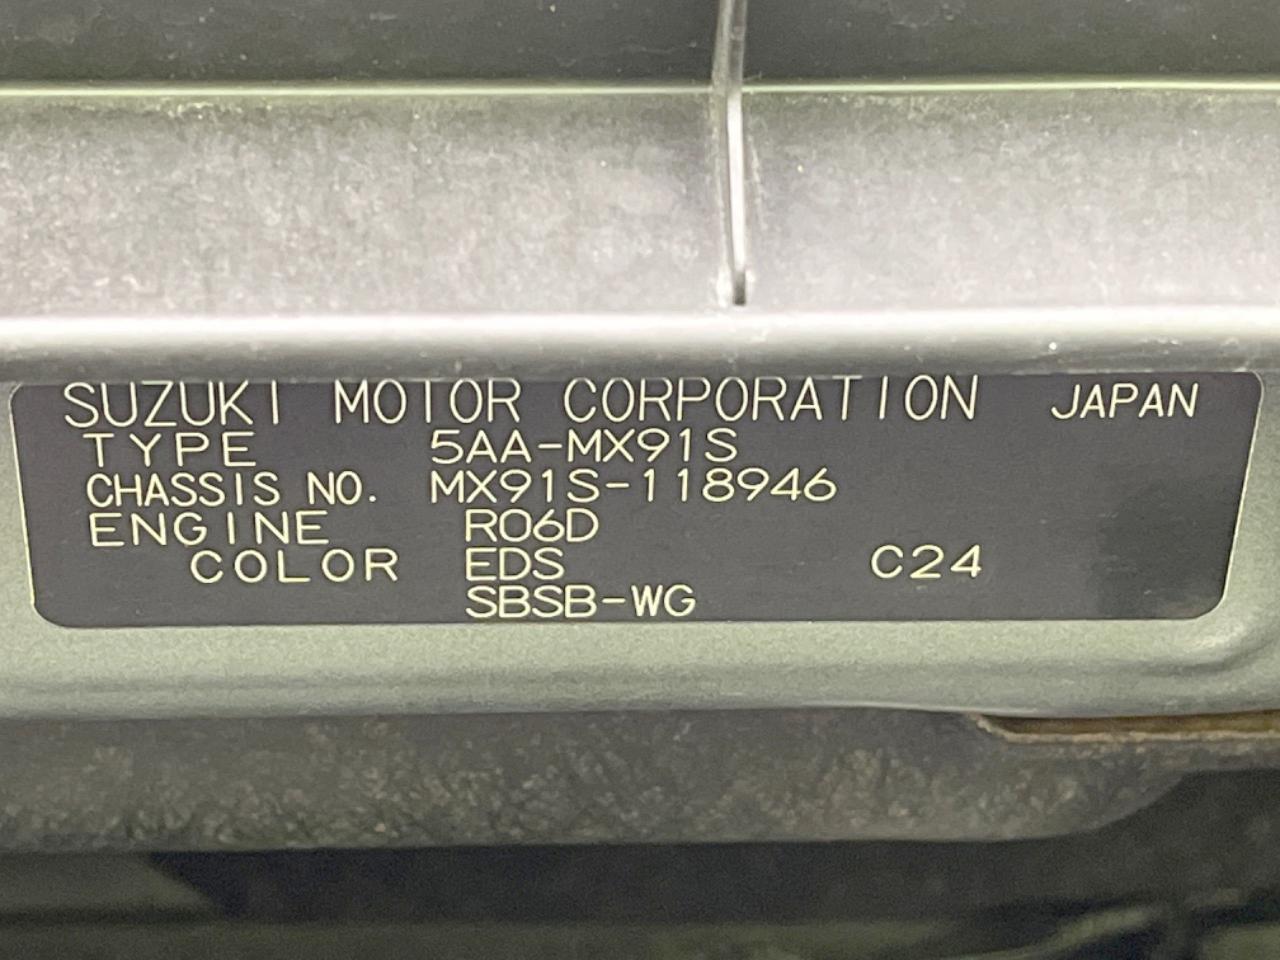 SUZUKI MOTOR CORPORATION JAPAN
TYPE 5AA-MX91S
CHASSIS NO. MX91S-118946
ENGINE R06D
COLOR EDS C24
SBSB-WG